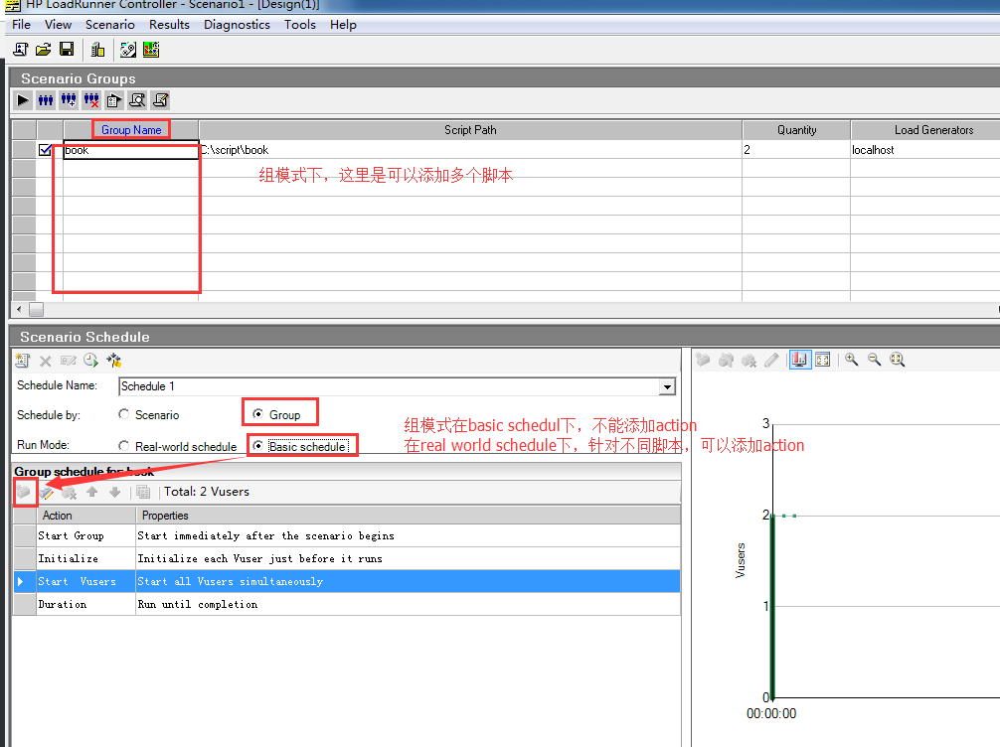 HP LoadRunner Controller - Scenario1 - [Design(1)]
File View Scenario Results Diagnostics Tools Help
Scenario Groups
Group Name Script Path Quantity Load Generators
book C:\script\book 2 localhost
组模式下，这里是可以添加多个脚本
Scenario Schedule
Schedule Name: Schedule 1
Schedule by: Scenario Group
Run Mode: Real-world schedule Basic schedule
组模式在basic schedul下，不能添加action
在real world schedule下，针对不同脚本，可以添加action
Group schedule for book
Total: 2 Vusers
Action Properties
Start Group Start immediately after the scenario begins
Initialize Initialize each Vuser just before it runs
Start Vusers Start all Vusers simultaneously
Duration Run until completion
3
2
Vusers
1
0
00:00:00